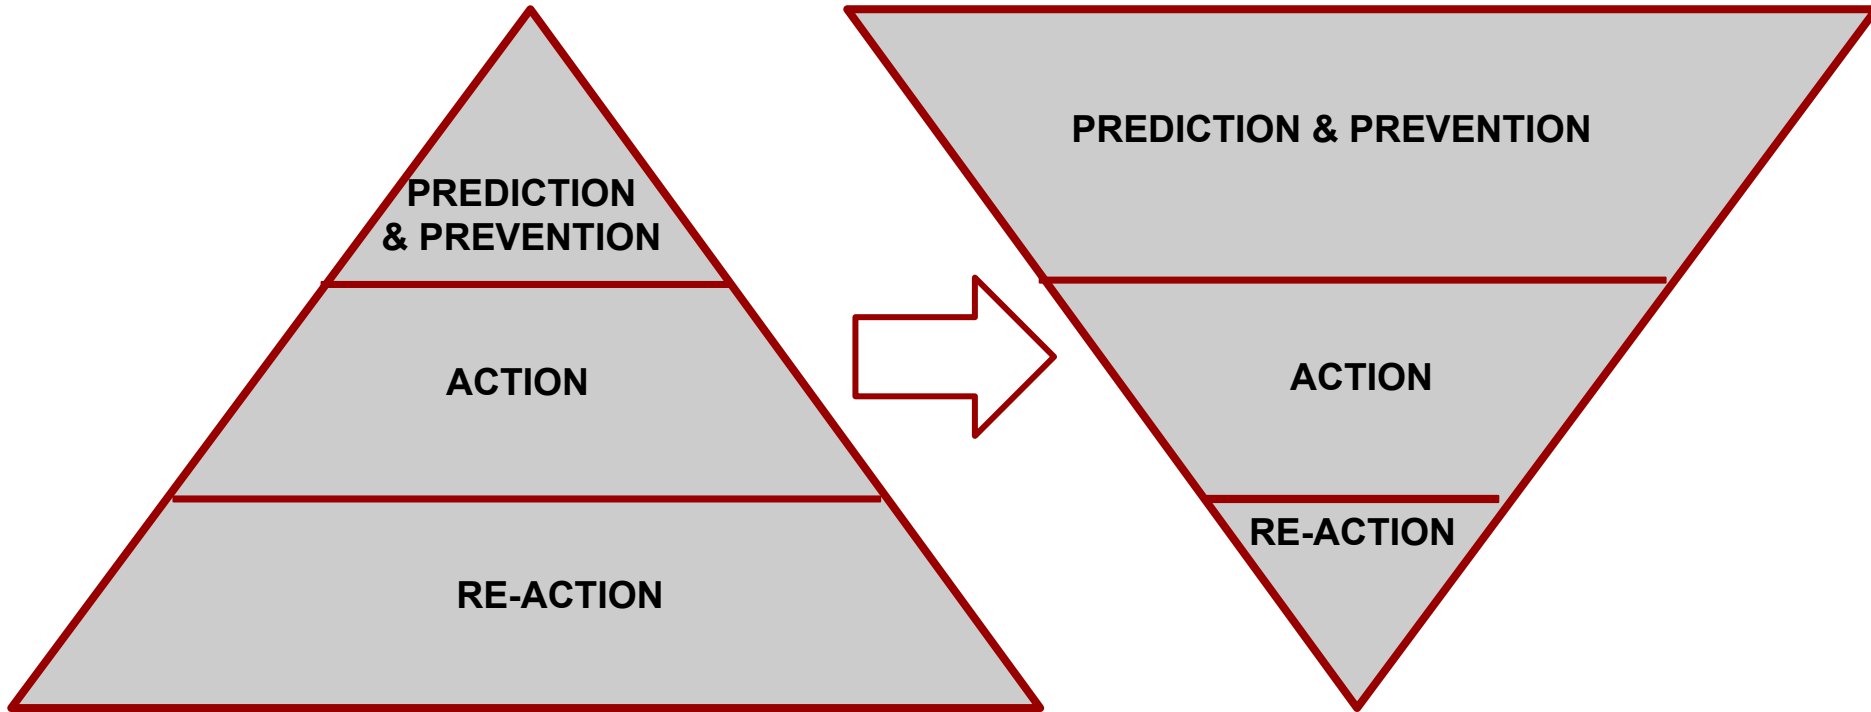 PREDICTION
& PREVENTION
ACTION
RE-ACTION
PREDICTION & PREVENTION
ACTION
RE-ACTION